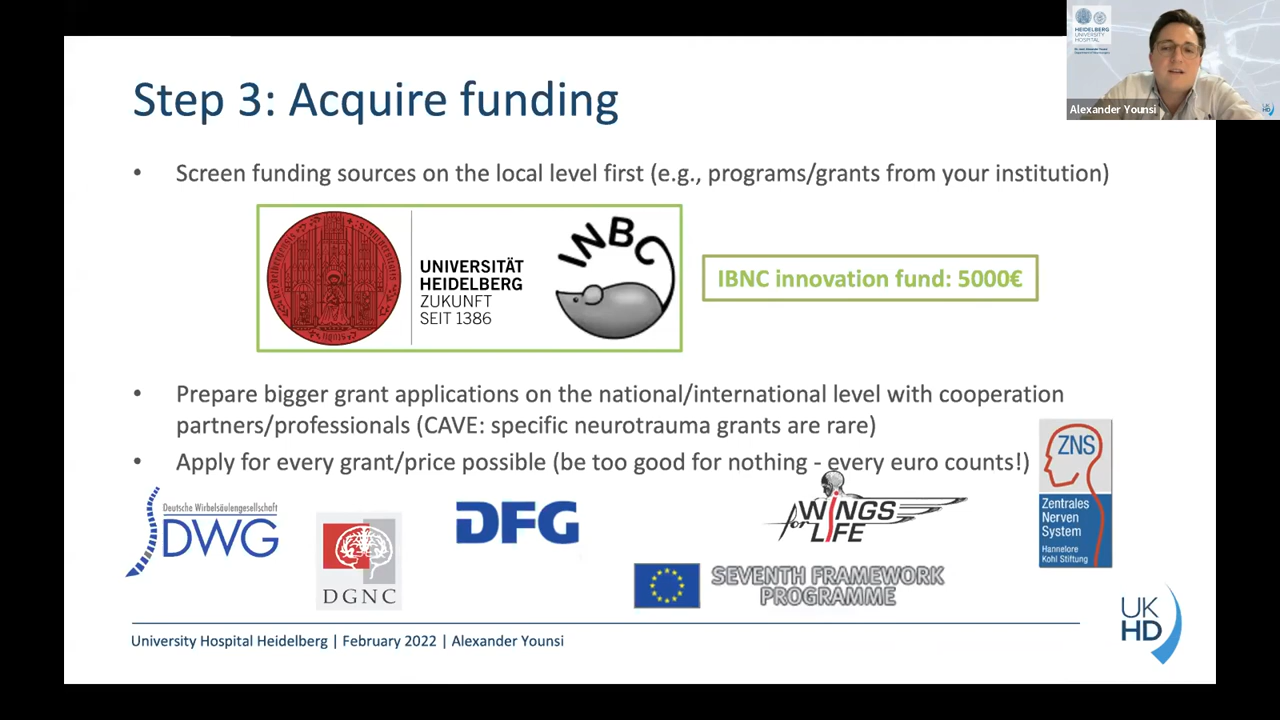 HEIDELBERG
UNIVERSITY
HOSPITAL
Alexander Younsi
Step 3: Acquire funding
• Screen funding sources on the local level first (e.g., programs/grants from your institution)
UNIVERSITÄT
HEIDELBERG
ZUKUNFT
SEIT 1386
INBC
IBNC innovation fund: 5000€
• Prepare bigger grant applications on the national/international level with cooperation
partners/professionals (CAVE: specific neurotrauma grants are rare)
• Apply for every grant/price possible (be too good for nothing - every euro counts!)
Deutsche Wirbelsäulengesellschaft
DWG
DGNC
DFG
WINGS
for LIFE
SEVENTH FRAMEWORK
PROGRAMME
ZNS
Zentrales
Nerven
System
Hannelore
Kohl Stiftung
University Hospital Heidelberg | February 2022 | Alexander Younsi
UK
HD